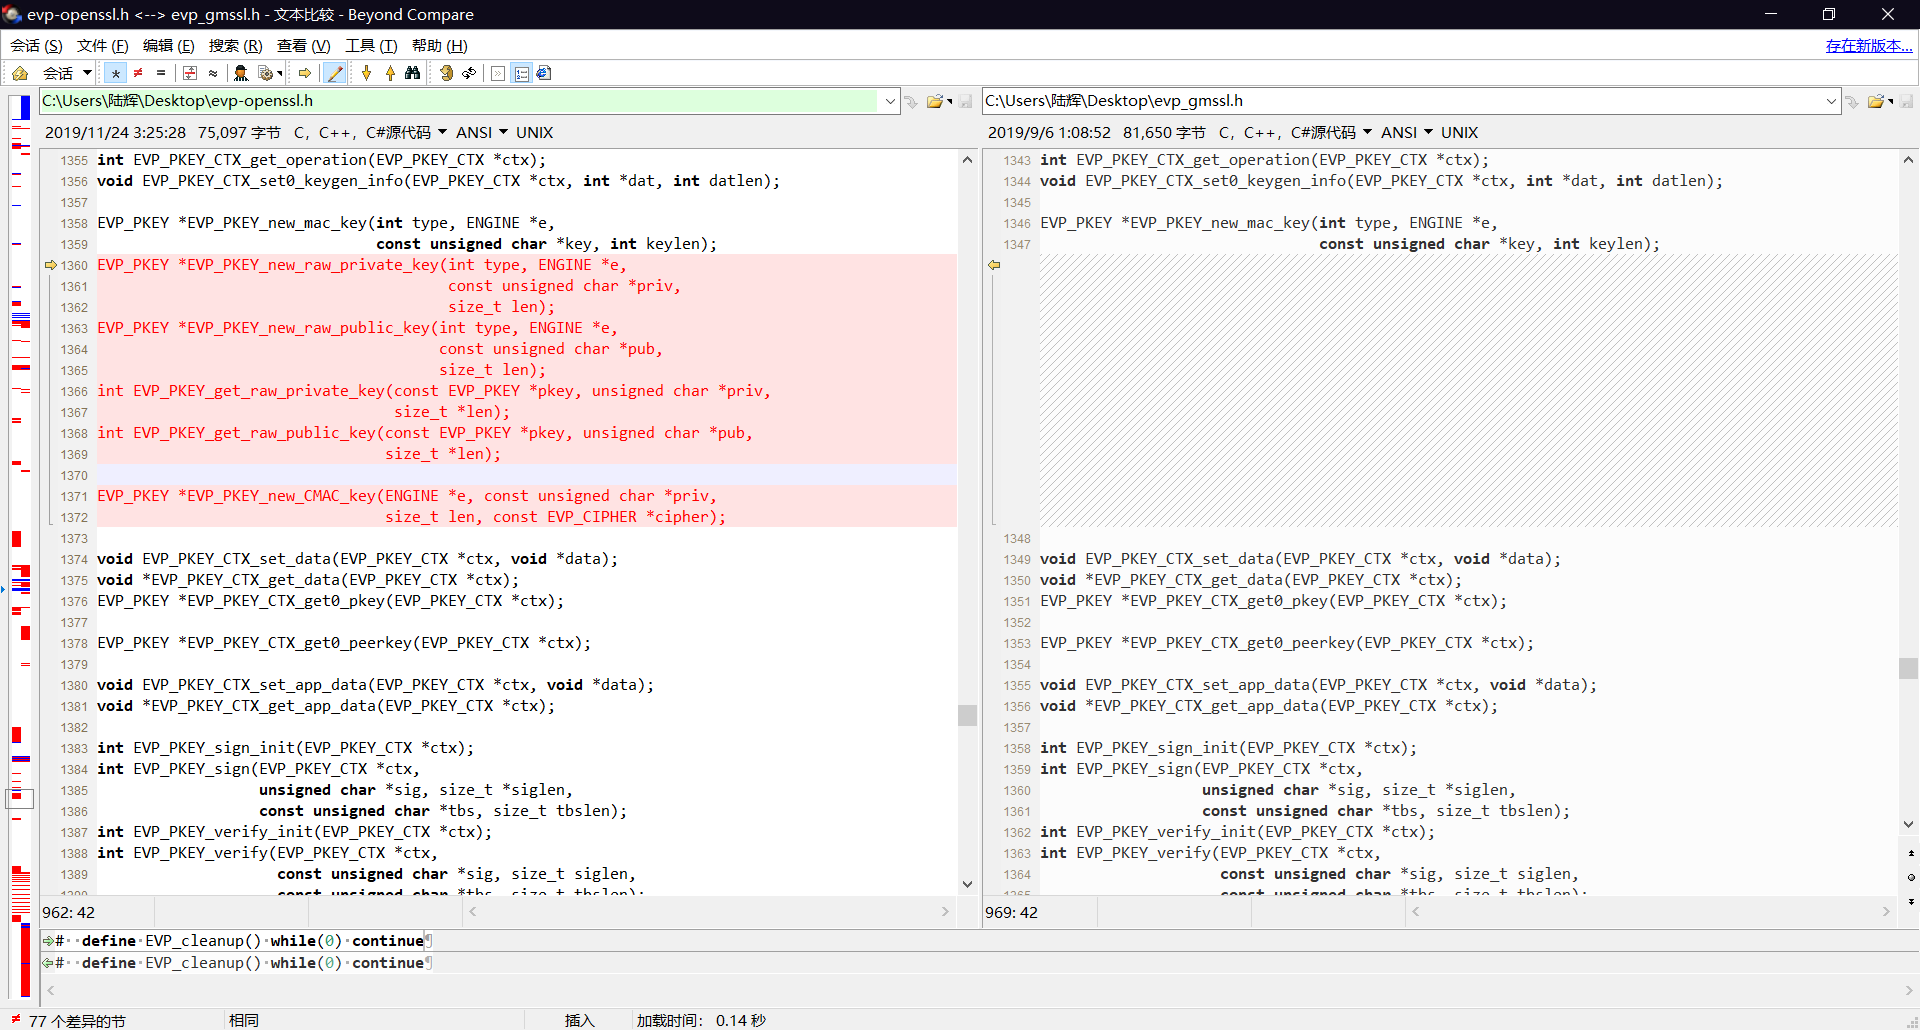 evp-openssl.h <--> evp_gmssl.h - 文本比较 - Beyond Compare
会话 (S) 文件 (F) 编辑 (E) 搜索 (R) 查看 (V) 工具 (T) 帮助 (H)
存在新版本...
会话
C:\Users\陆辉\Desktop\evp-openssl.h
2019/11/24 3:25:28 75,097 字节 C, C++, C#源代码 ANSI UNIX
1355 int EVP_PKEY_CTX_get_operation(EVP_PKEY_CTX *ctx);
1356 void EVP_PKEY_CTX_set0_keygen_info(EVP_PKEY_CTX *ctx, int *dat, int datlen);
1357
1358 EVP_PKEY *EVP_PKEY_new_mac_key(int type, ENGINE *e,
1359 const unsigned char *key, int keylen);
1360 EVP_PKEY *EVP_PKEY_new_raw_private_key(int type, ENGINE *e,
1361 const unsigned char *priv,
1362 size_t len);
1363 EVP_PKEY *EVP_PKEY_new_raw_public_key(int type, ENGINE *e,
1364 const unsigned char *pub,
1365 size_t len);
1366 int EVP_PKEY_get_raw_private_key(const EVP_PKEY *pkey, unsigned char *priv,
1367 size_t *len);
1368 int EVP_PKEY_get_raw_public_key(const EVP_PKEY *pkey, unsigned char *pub,
1369 size_t *len);
1370
1371 EVP_PKEY *EVP_PKEY_new_CMAC_key(ENGINE *e, const unsigned char *priv,
1372 size_t len, const EVP_CIPHER *cipher);
1373
1374 void EVP_PKEY_CTX_set_data(EVP_PKEY_CTX *ctx, void *data);
1375 void *EVP_PKEY_CTX_get_data(EVP_PKEY_CTX *ctx);
1376 EVP_PKEY *EVP_PKEY_CTX_get0_pkey(EVP_PKEY_CTX *ctx);
1377
1378 EVP_PKEY *EVP_PKEY_CTX_get0_peerkey(EVP_PKEY_CTX *ctx);
1379
1380 void EVP_PKEY_CTX_set_app_data(EVP_PKEY_CTX *ctx, void *data);
1381 void *EVP_PKEY_CTX_get_app_data(EVP_PKEY_CTX *ctx);
1382
1383 int EVP_PKEY_sign_init(EVP_PKEY_CTX *ctx);
1384 int EVP_PKEY_sign(EVP_PKEY_CTX *ctx,
1385 unsigned char *sig, size_t *siglen,
1386 const unsigned char *tbs, size_t tbslen);
1387 int EVP_PKEY_verify_init(EVP_PKEY_CTX *ctx);
1388 int EVP_PKEY_verify(EVP_PKEY_CTX *ctx,
1389 const unsigned char *sig, size_t siglen,
1390 const unsigned char *tbs, size_t tbslen);
962: 42
C:\Users\陆辉\Desktop\evp_gmssl.h
2019/9/6 1:08:52 81,650 字节 C, C++, C#源代码 ANSI UNIX
1343 int EVP_PKEY_CTX_get_operation(EVP_PKEY_CTX *ctx);
1344 void EVP_PKEY_CTX_set0_keygen_info(EVP_PKEY_CTX *ctx, int *dat, int datlen);
1345
1346 EVP_PKEY *EVP_PKEY_new_mac_key(int type, ENGINE *e,
1347 const unsigned char *key, int keylen);
1348
1349 void EVP_PKEY_CTX_set_data(EVP_PKEY_CTX *ctx, void *data);
1350 void *EVP_PKEY_CTX_get_data(EVP_PKEY_CTX *ctx);
1351 EVP_PKEY *EVP_PKEY_CTX_get0_pkey(EVP_PKEY_CTX *ctx);
1352
1353 EVP_PKEY *EVP_PKEY_CTX_get0_peerkey(EVP_PKEY_CTX *ctx);
1354
1355 void EVP_PKEY_CTX_set_app_data(EVP_PKEY_CTX *ctx, void *data);
1356 void *EVP_PKEY_CTX_get_app_data(EVP_PKEY_CTX *ctx);
1357
1358 int EVP_PKEY_sign_init(EVP_PKEY_CTX *ctx);
1359 int EVP_PKEY_sign(EVP_PKEY_CTX *ctx,
1360 unsigned char *sig, size_t *siglen,
1361 const unsigned char *tbs, size_t tbslen);
1362 int EVP_PKEY_verify_init(EVP_PKEY_CTX *ctx);
1363 int EVP_PKEY_verify(EVP_PKEY_CTX *ctx,
1364 const unsigned char *sig, size_t siglen,
1365 const unsigned char *tbs, size_t tbslen);
969: 42
#··define·EVP_cleanup()·while(0)·continue¶
#··define·EVP_cleanup()·while(0)·continue¶
77 个差异的节 相同 插入 加载时间: 0.14 秒